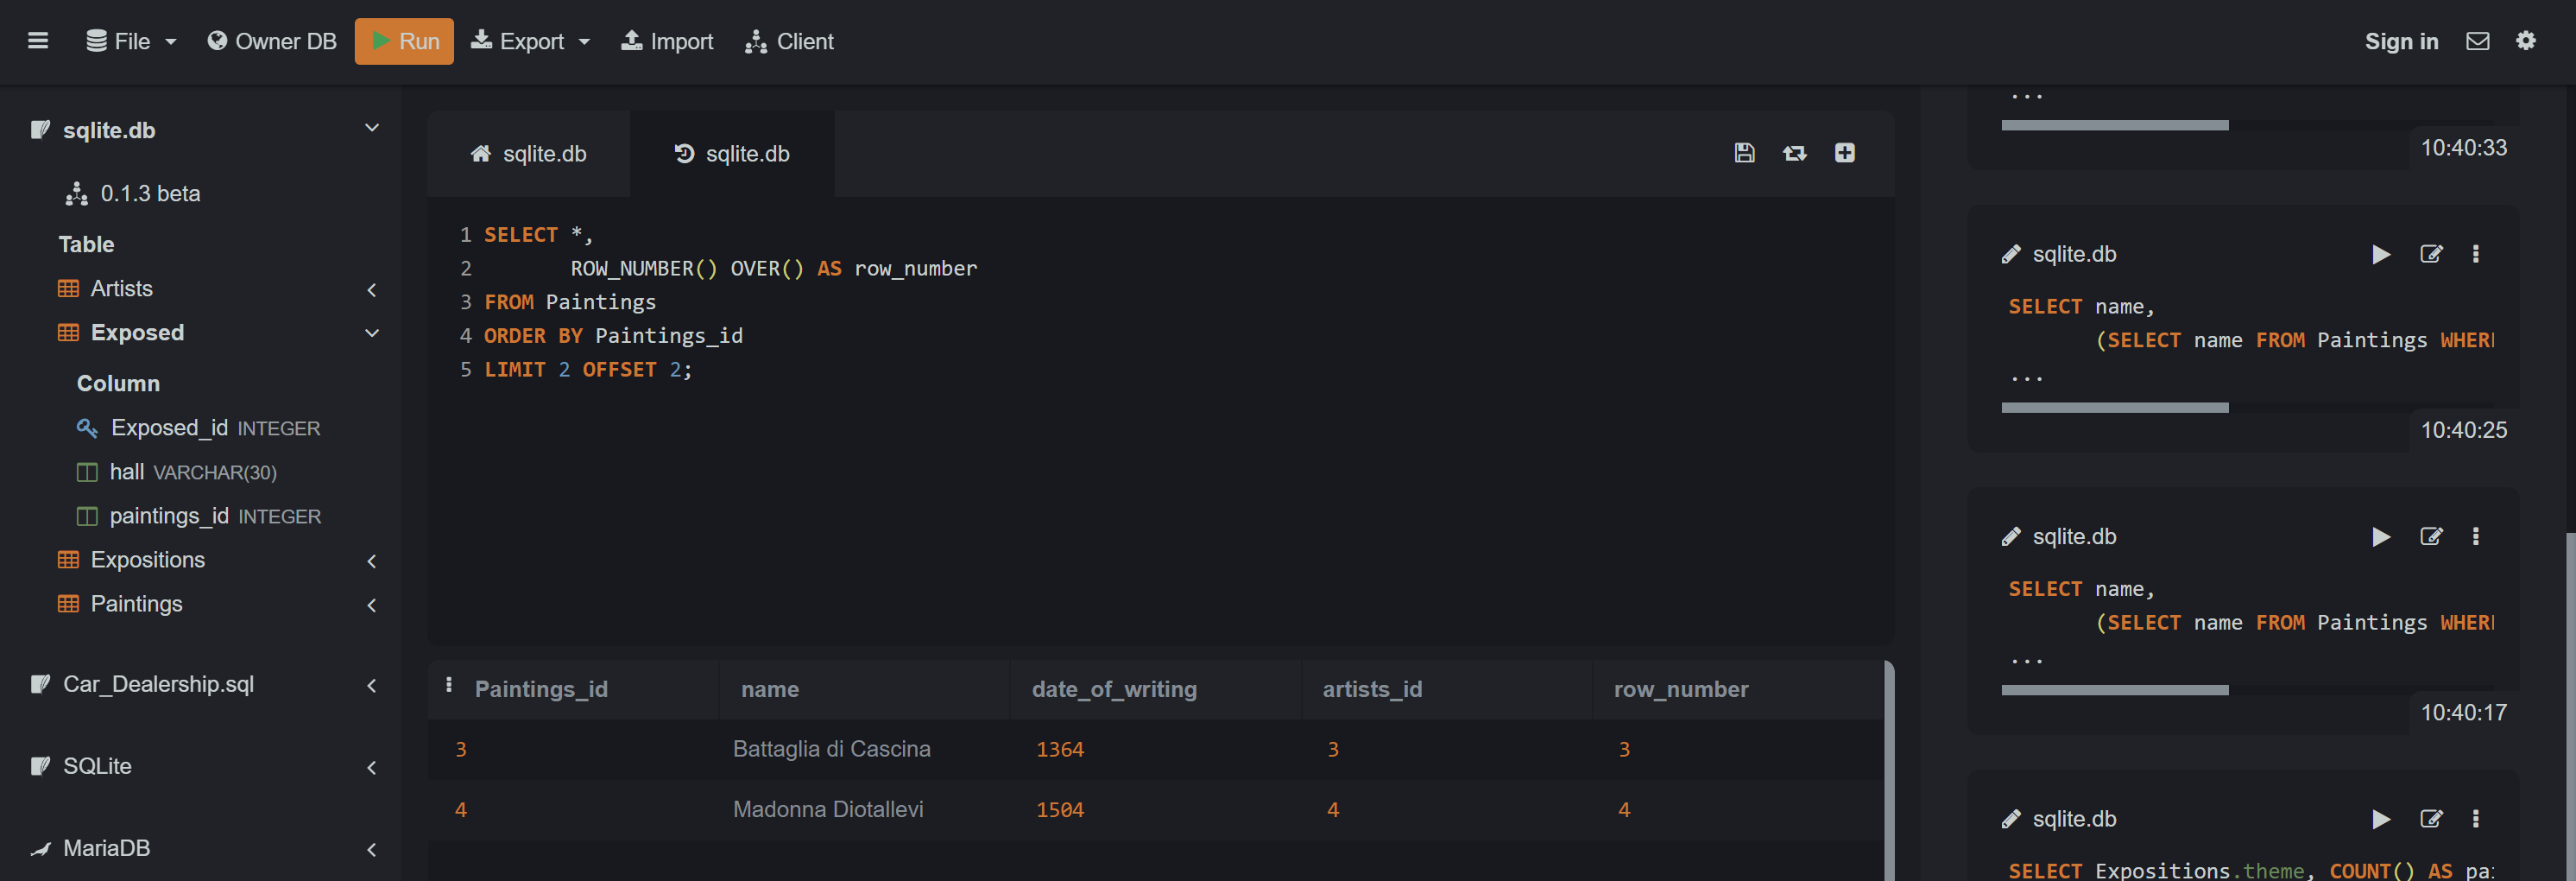 File
Owner DB
Run
Export
Import
Client
Sign in
sqlite.db
0.1.3 beta
Table
Artists
Exposed
Column
Exposed_id INTEGER
hall VARCHAR(30)
paintings_id INTEGER
Expositions
Paintings
Car_Dealership.sql
SQLite
MariaDB
sqlite.db
sqlite.db
1 SELECT *,
2 ROW_NUMBER() OVER() AS row_number
3 FROM Paintings
4 ORDER BY Paintings_id
5 LIMIT 2 OFFSET 2;
Paintings_id name date_of_writing artists_id row_number
3 Battaglia di Cascina 1364 3 3
4 Madonna Diotallevi 1504 4 4
...
10:40:33
sqlite.db
SELECT name,
(SELECT name FROM Paintings WHER
...
10:40:25
sqlite.db
SELECT name,
(SELECT name FROM Paintings WHER
...
10:40:17
sqlite.db
SELECT Expositions.theme, COUNT() AS pa